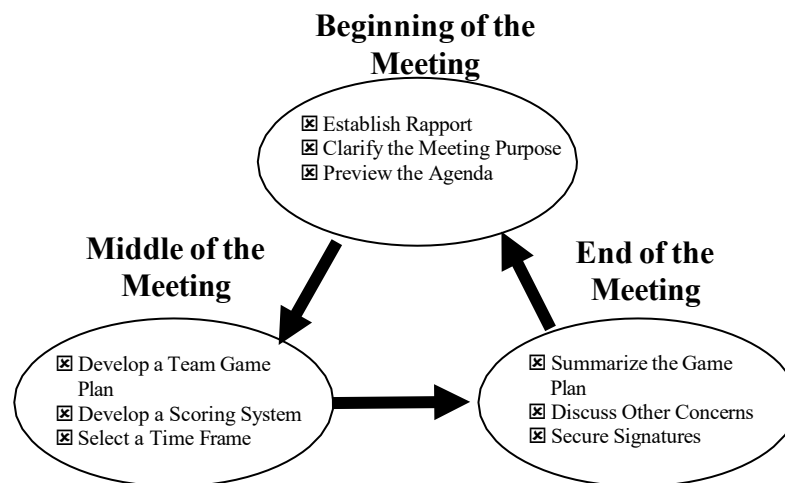 Beginning of the
Meeting
☒ Establish Rapport
☒ Clarify the Meeting Purpose
☒ Preview the Agenda
Middle of the
Meeting
☒ Develop a Team Game
Plan
☒ Develop a Scoring System
☒ Select a Time Frame
End of the
Meeting
☒ Summarize the Game
Plan
☒ Discuss Other Concerns
☒ Secure Signatures